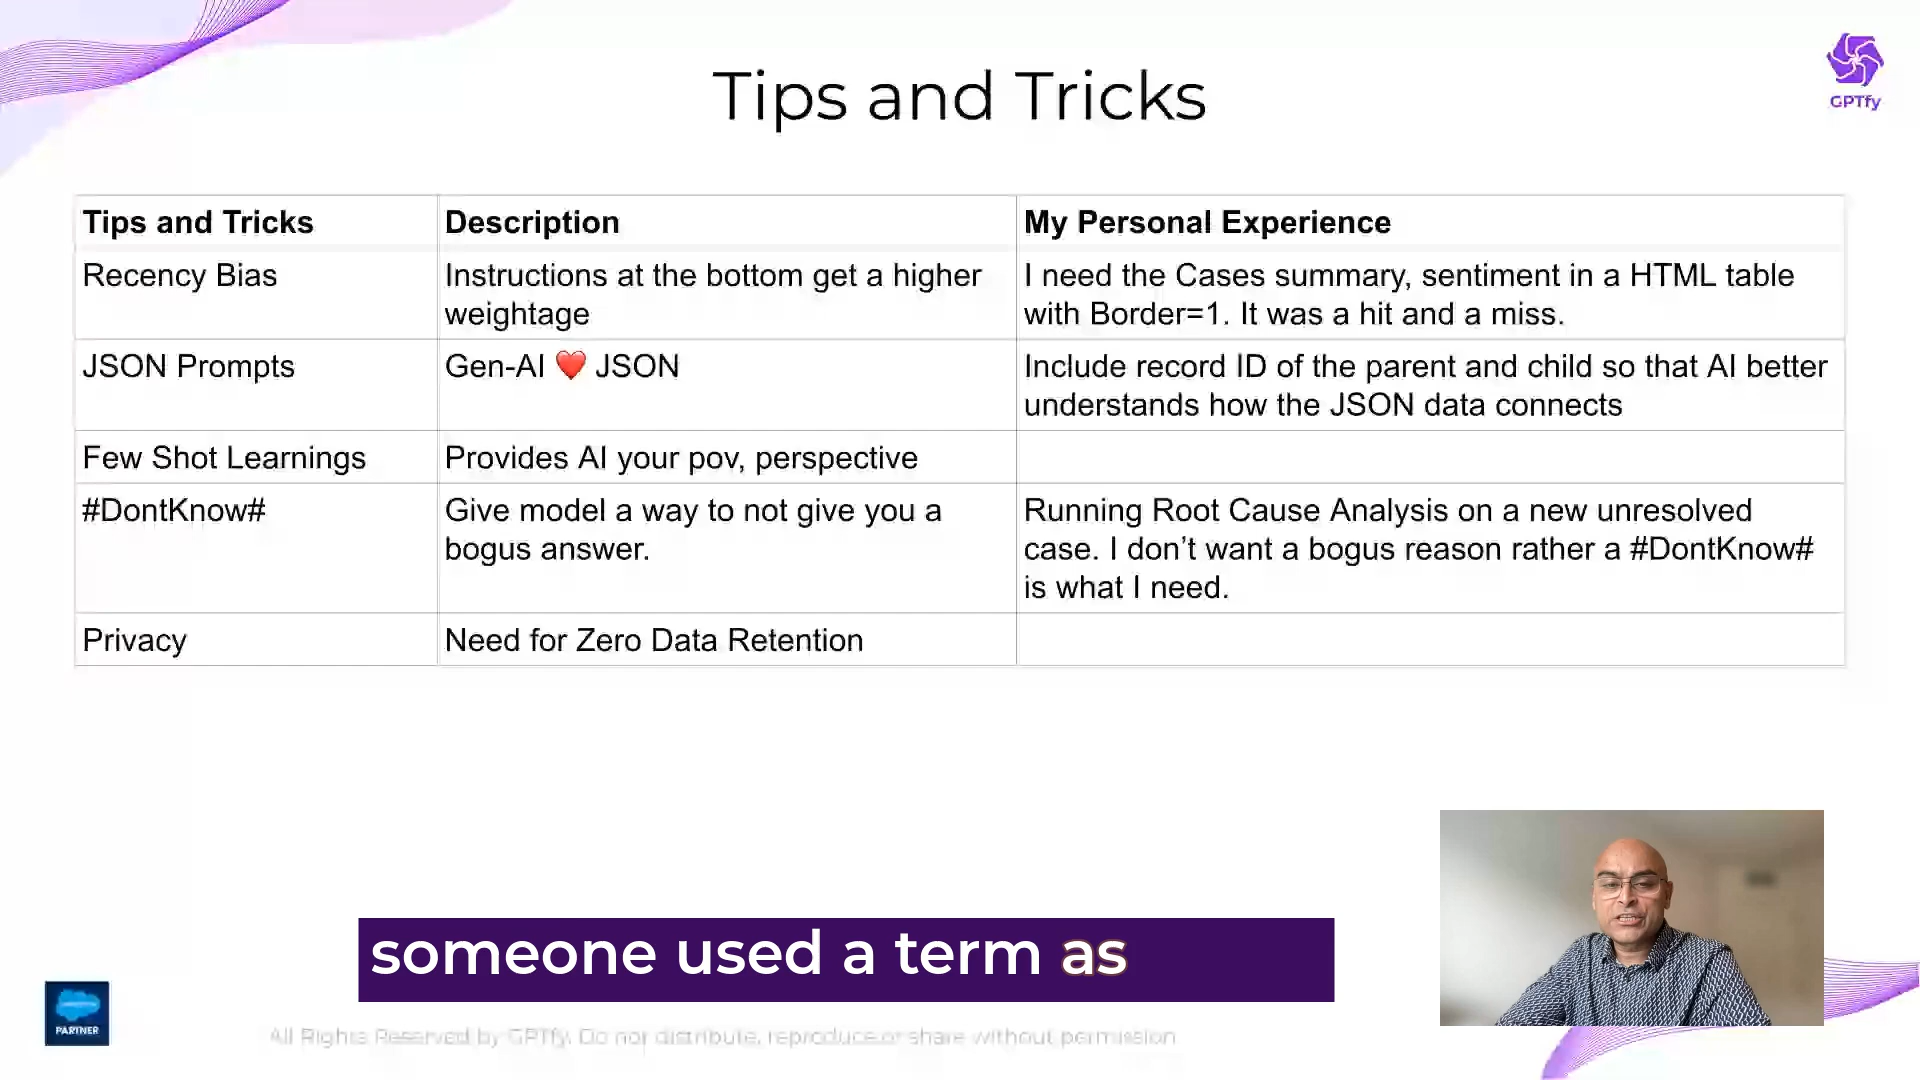 Tips and Tricks
GPTfy
Tips and Tricks
Description
My Personal Experience
Recency Bias
Instructions at the bottom get a higher
weightage
I need the Cases summary, sentiment in a HTML table
with Border=1. It was a hit and a miss.
JSON Prompts
Gen-AI ❤️ JSON
Include record ID of the parent and child so that AI better
understands how the JSON data connects
Few Shot Learnings
Provides AI your pov, perspective
#DontKnow#
Give model a way to not give you a
bogus answer.
Running Root Cause Analysis on a new unresolved
case. I don’t want a bogus reason rather a #DontKnow#
is what I need.
Privacy
Need for Zero Data Retention
someone used a term as
PARTNER
All Rights Reserved by GPTfy. Do nor distribute, reproduce or share without permission